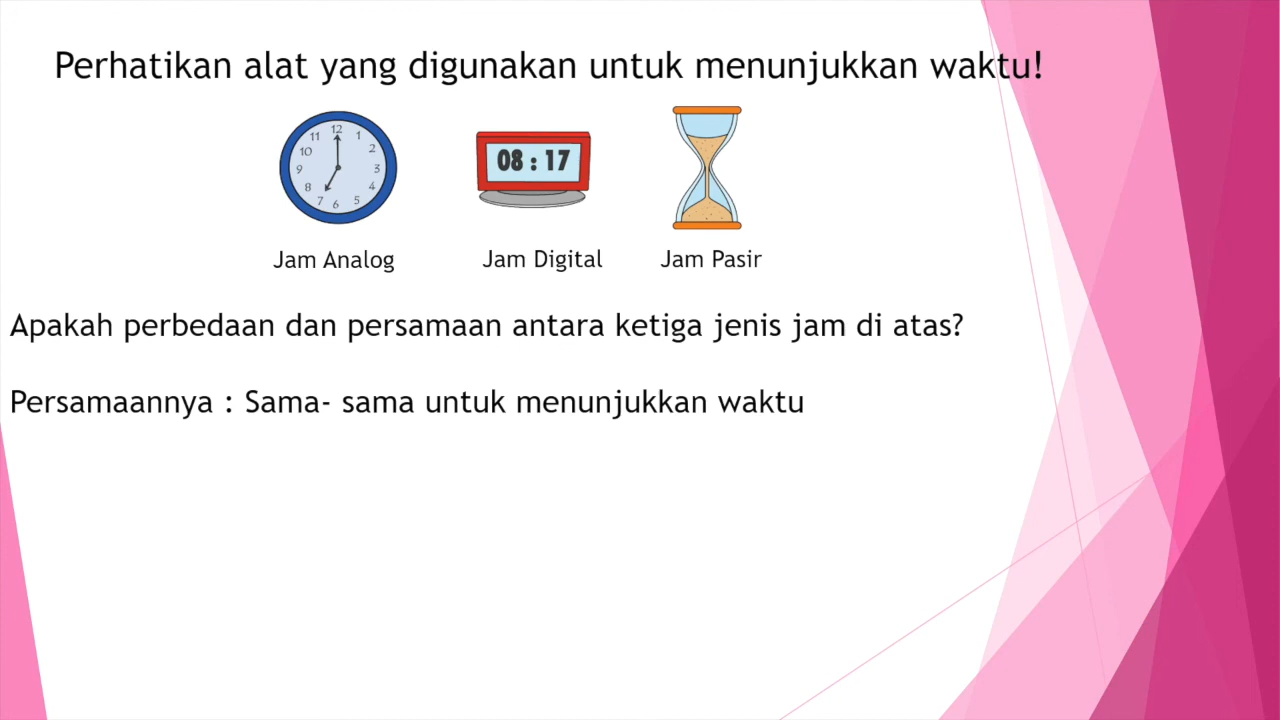 Perhatikan alat yang digunakan untuk menunjukkan waktu!
11 12 1
10 2
9 3
8 4
7 6 5
08 : 17
Jam Analog Jam Digital Jam Pasir
Apakah perbedaan dan persamaan antara ketiga jenis jam di atas?
Persamaannya : Sama- sama untuk menunjukkan waktu